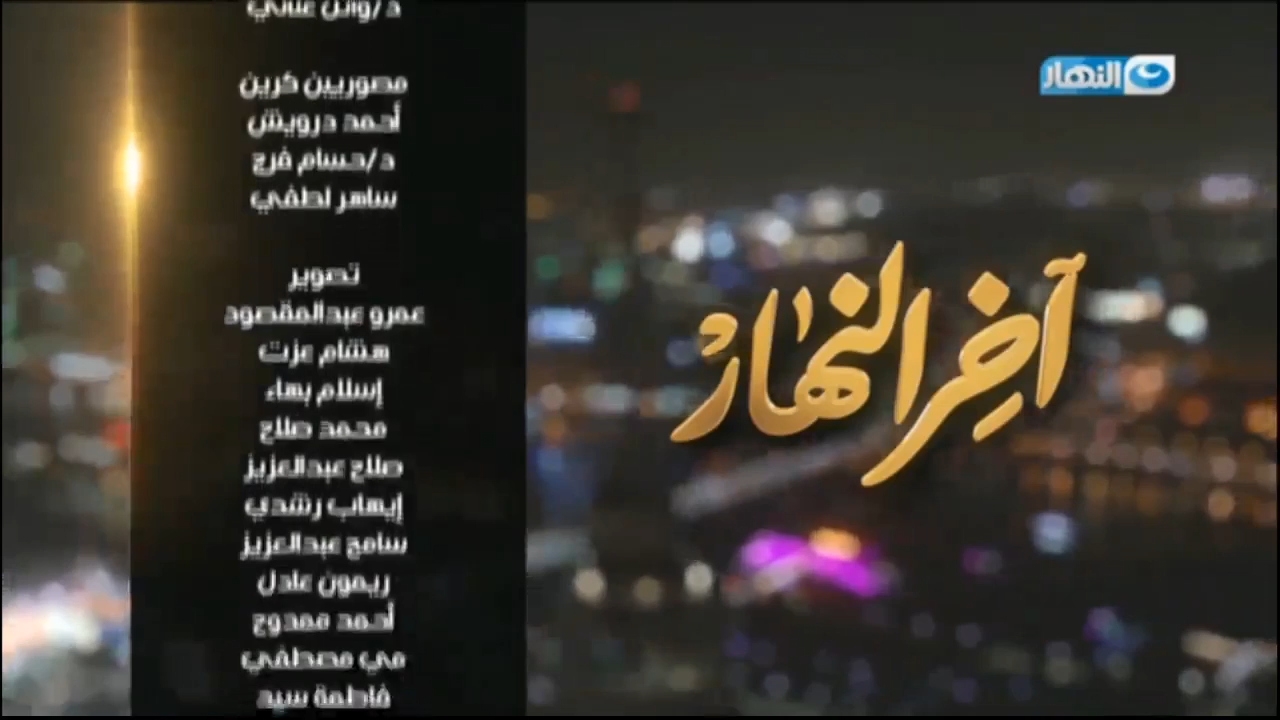 النهار
آخر النهار
مصوريين كرين
أحمد درويش
د/حسام فرج
ساهر لطفي
تصوير
عمرو عبدالمقصود
هشام عزت
إسلام بهاء
محمد صلاح
صلاح عبدالعزيز
إيهاب رشدي
سامح عبدالعزيز
ريمون عادل
أحمد ممدوح
مي مصطفي
فاطمة سيد